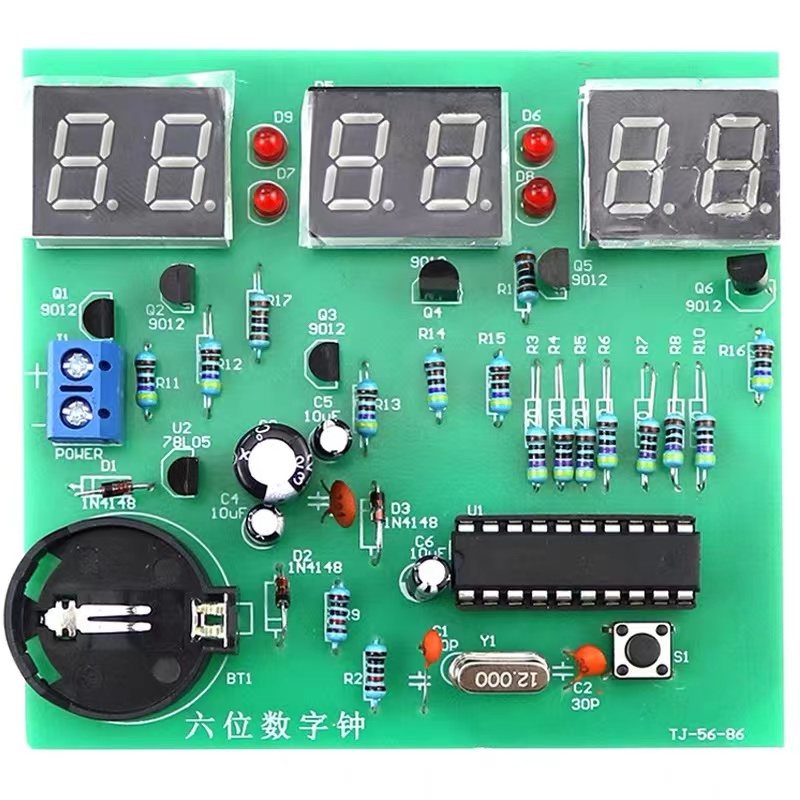 D9
D7
D6
D8
Q1
9012
Q2
9012
R17
Q3
9012
9012
Q4
Q5
9012
Q6
9012
R11
R12
R13
R14
R15
R3
R4
R5
R6
R7
R8
R10
R16
+
-
POWER
U2
78L05
D1
1N4148
C5
10uF
C4
10uF
D3
1N4148
D2
1N4148
C6
10uF
U1
R9
R2
Y1
12.000
C2
30P
S1
BT1
六位数字钟
TJ-56-86